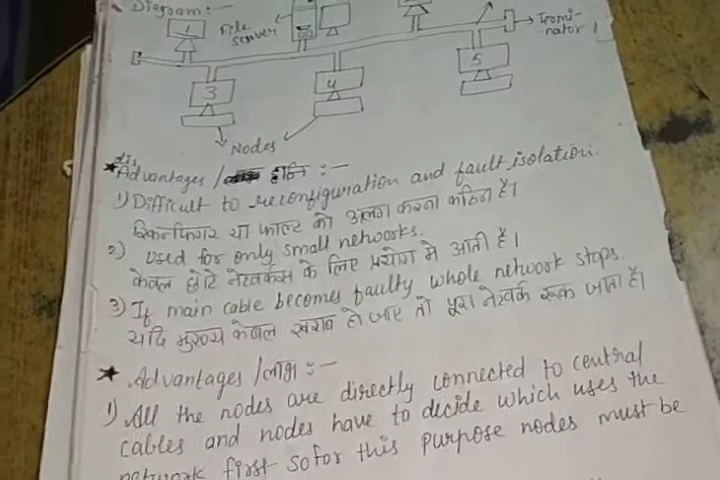 Diagram:-
1
File
server
Tromi-
nator 1
3
4
5
Nodes
dis
* Advantages / हानि :-
1) Difficult to reconfiguration and fault isolation.
रिकन्फिगर या फाल्ट को अलग करना कठिन है।
2) Used for only small networks.
केवल छोटे नेटवर्कस के लिए प्रयोग मे आती है।
3) If main cable becomes faulty whole network stops.
यदि मुख्य केबल खराब हो जाए तो पूरा नेटवर्क रूक जाता है।
* Advantages / लाभ :-
1) All the nodes are directly connected to central
cables and nodes have to decide which uses the
network first so for this purpose nodes must be